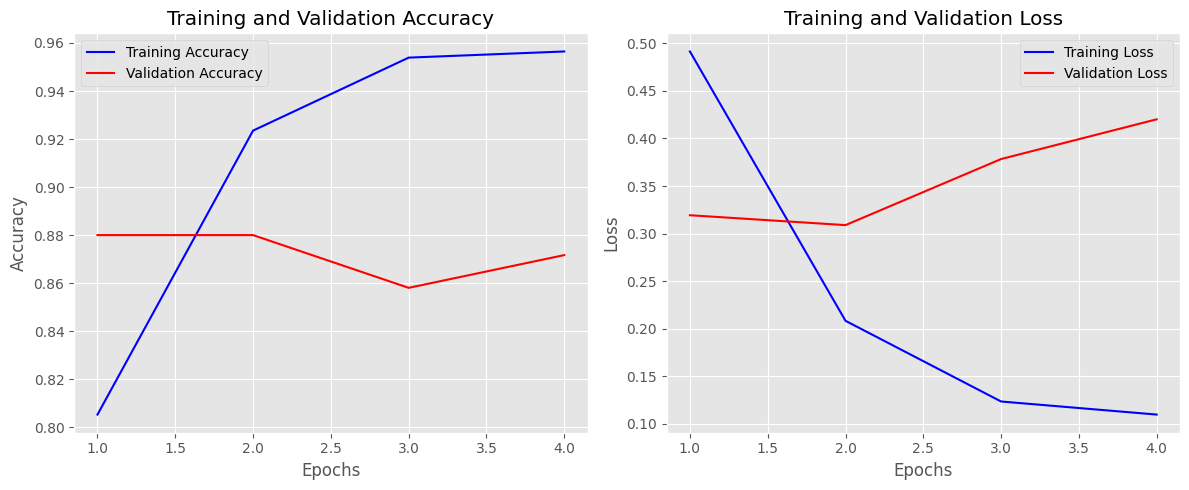 Training and Validation Accuracy
Training Accuracy
Validation Accuracy
0.96
0.94
0.92
0.90
0.88
0.86
0.84
0.82
0.80
Accuracy
1.0 1.5 2.0 2.5 3.0 3.5 4.0
Epochs
Training and Validation Loss
Training Loss
Validation Loss
0.50
0.45
0.40
0.35
0.30
0.25
0.20
0.15
0.10
Loss
1.0 1.5 2.0 2.5 3.0 3.5 4.0
Epochs